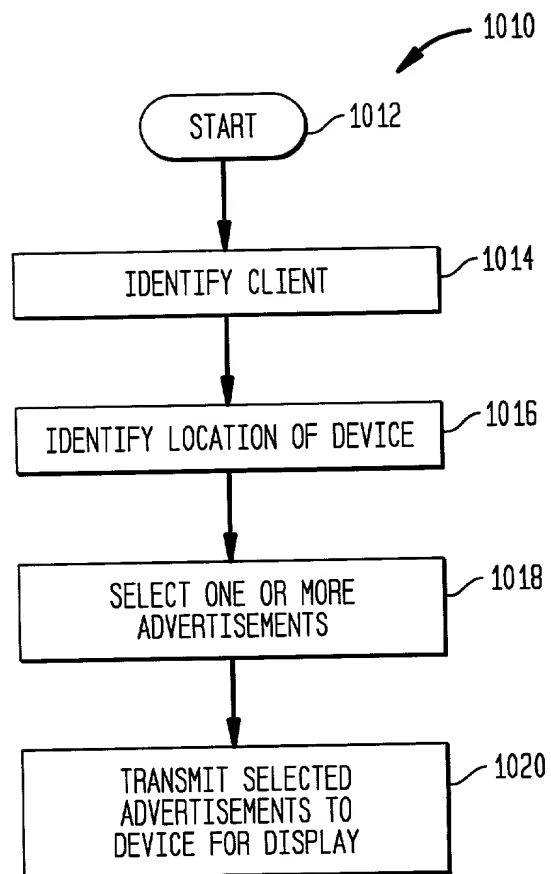 1010
START
1012
IDENTIFY CLIENT
1014
IDENTIFY LOCATION OF DEVICE
1016
SELECT ONE OR MORE
ADVERTISEMENTS
1018
TRANSMIT SELECTED
ADVERTISEMENTS TO
DEVICE FOR DISPLAY
1020